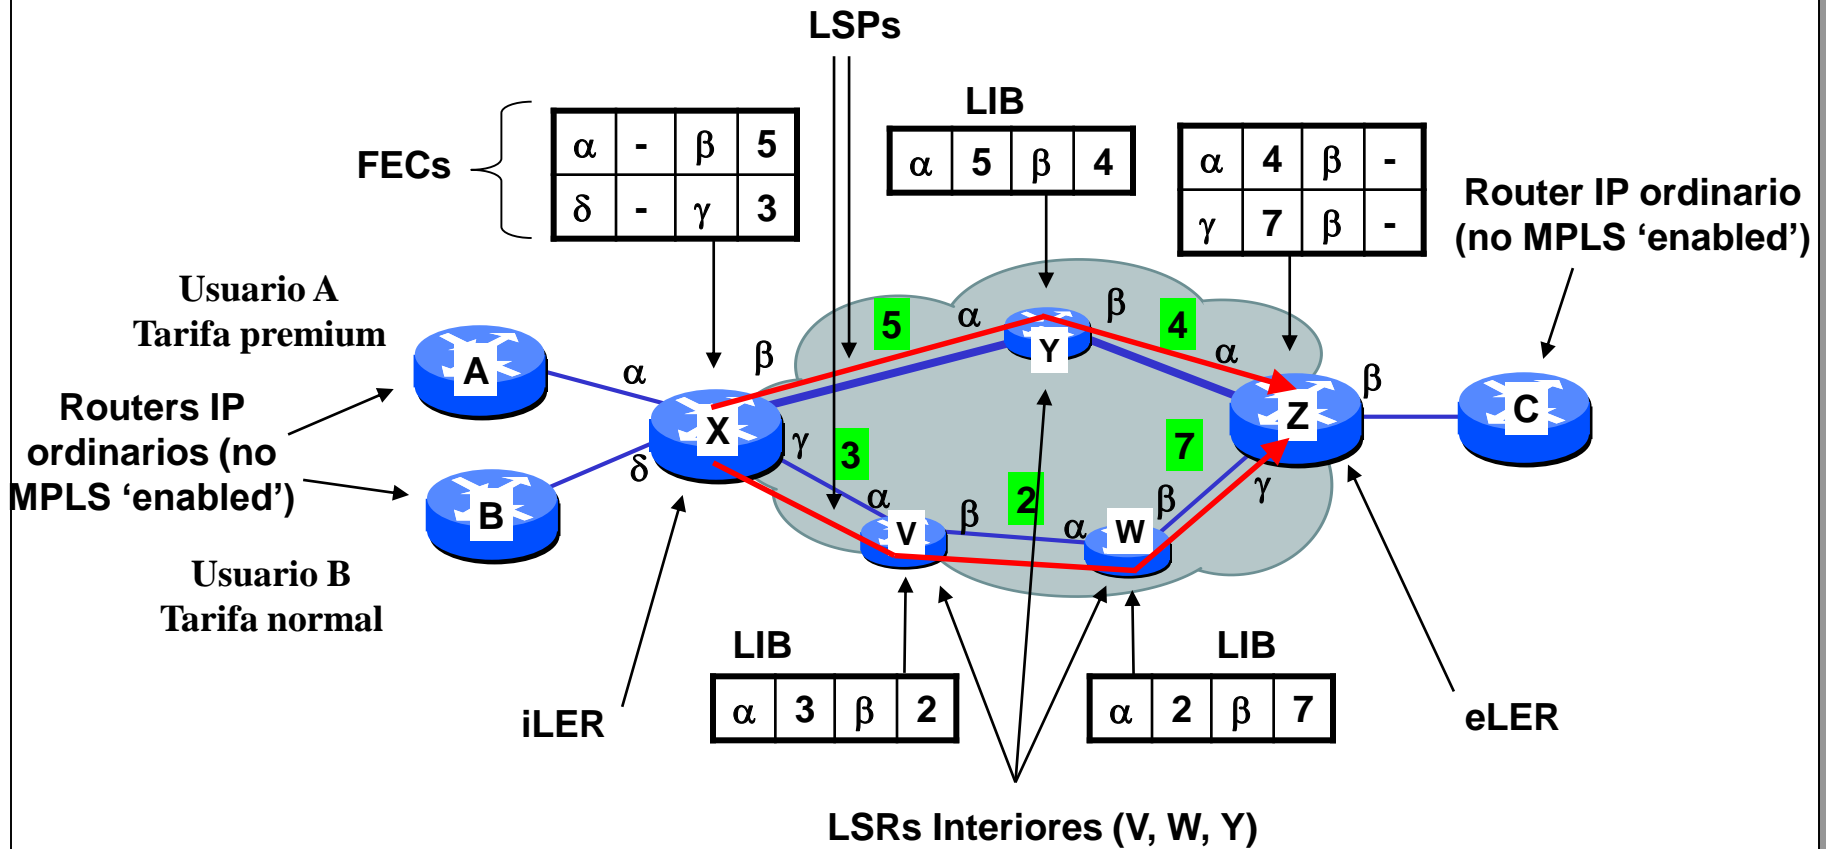 LSPs
LIB
FECs
α - β 5
δ - γ 3
α 5 β 4
α 4 β -
γ 7 β -
Router IP ordinario
(no MPLS ‘enabled’)
Usuario A
Tarifa premium
Routers IP
ordinarios (no
MPLS ‘enabled’)
Usuario B
Tarifa normal
A
B
α
δ
X
β
γ
5
3
α
Y
β
4
α
Z
β
C
α
V
β
2
α
W
β
7
γ
LIB
α 3 β 2
LIB
α 2 β 7
iLER
eLER
LSRs Interiores (V, W, Y)